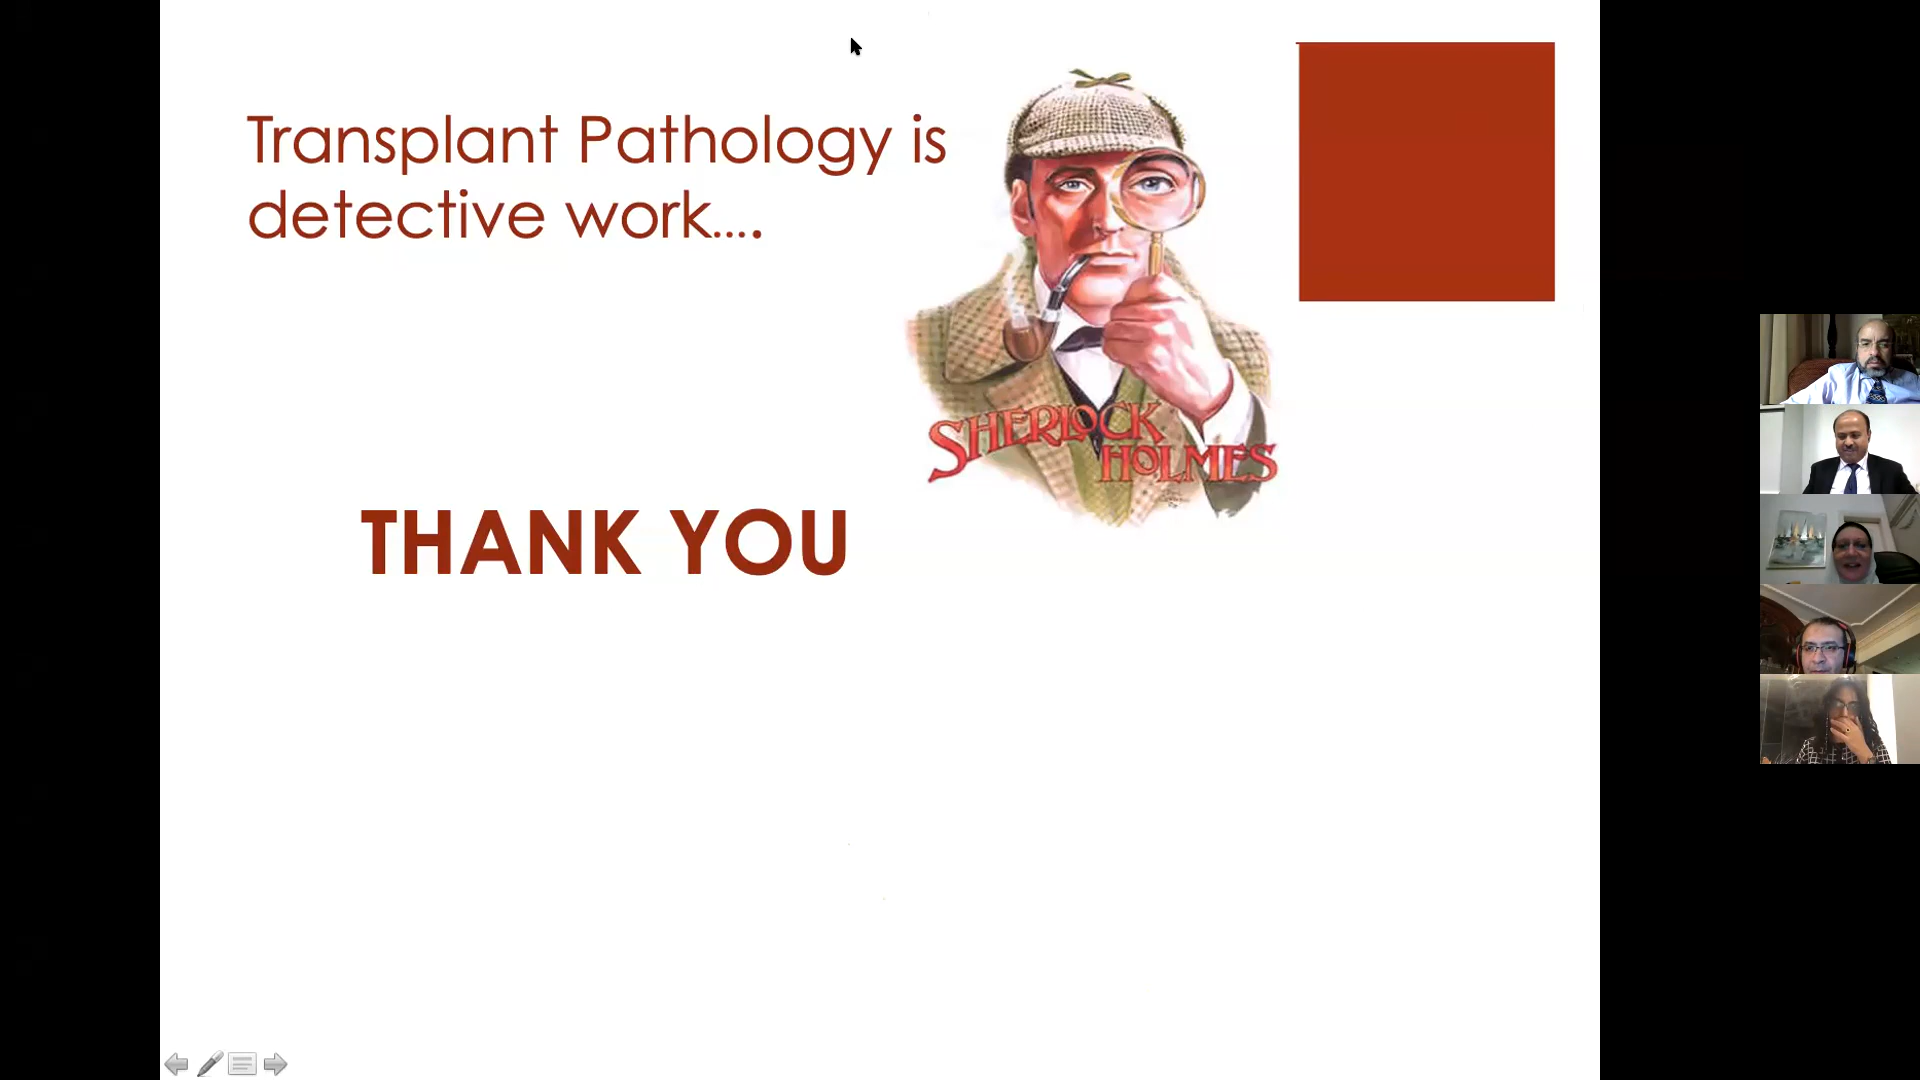 Transplant Pathology is
detective work....
SHERLOCK
HOLMES
THANK YOU